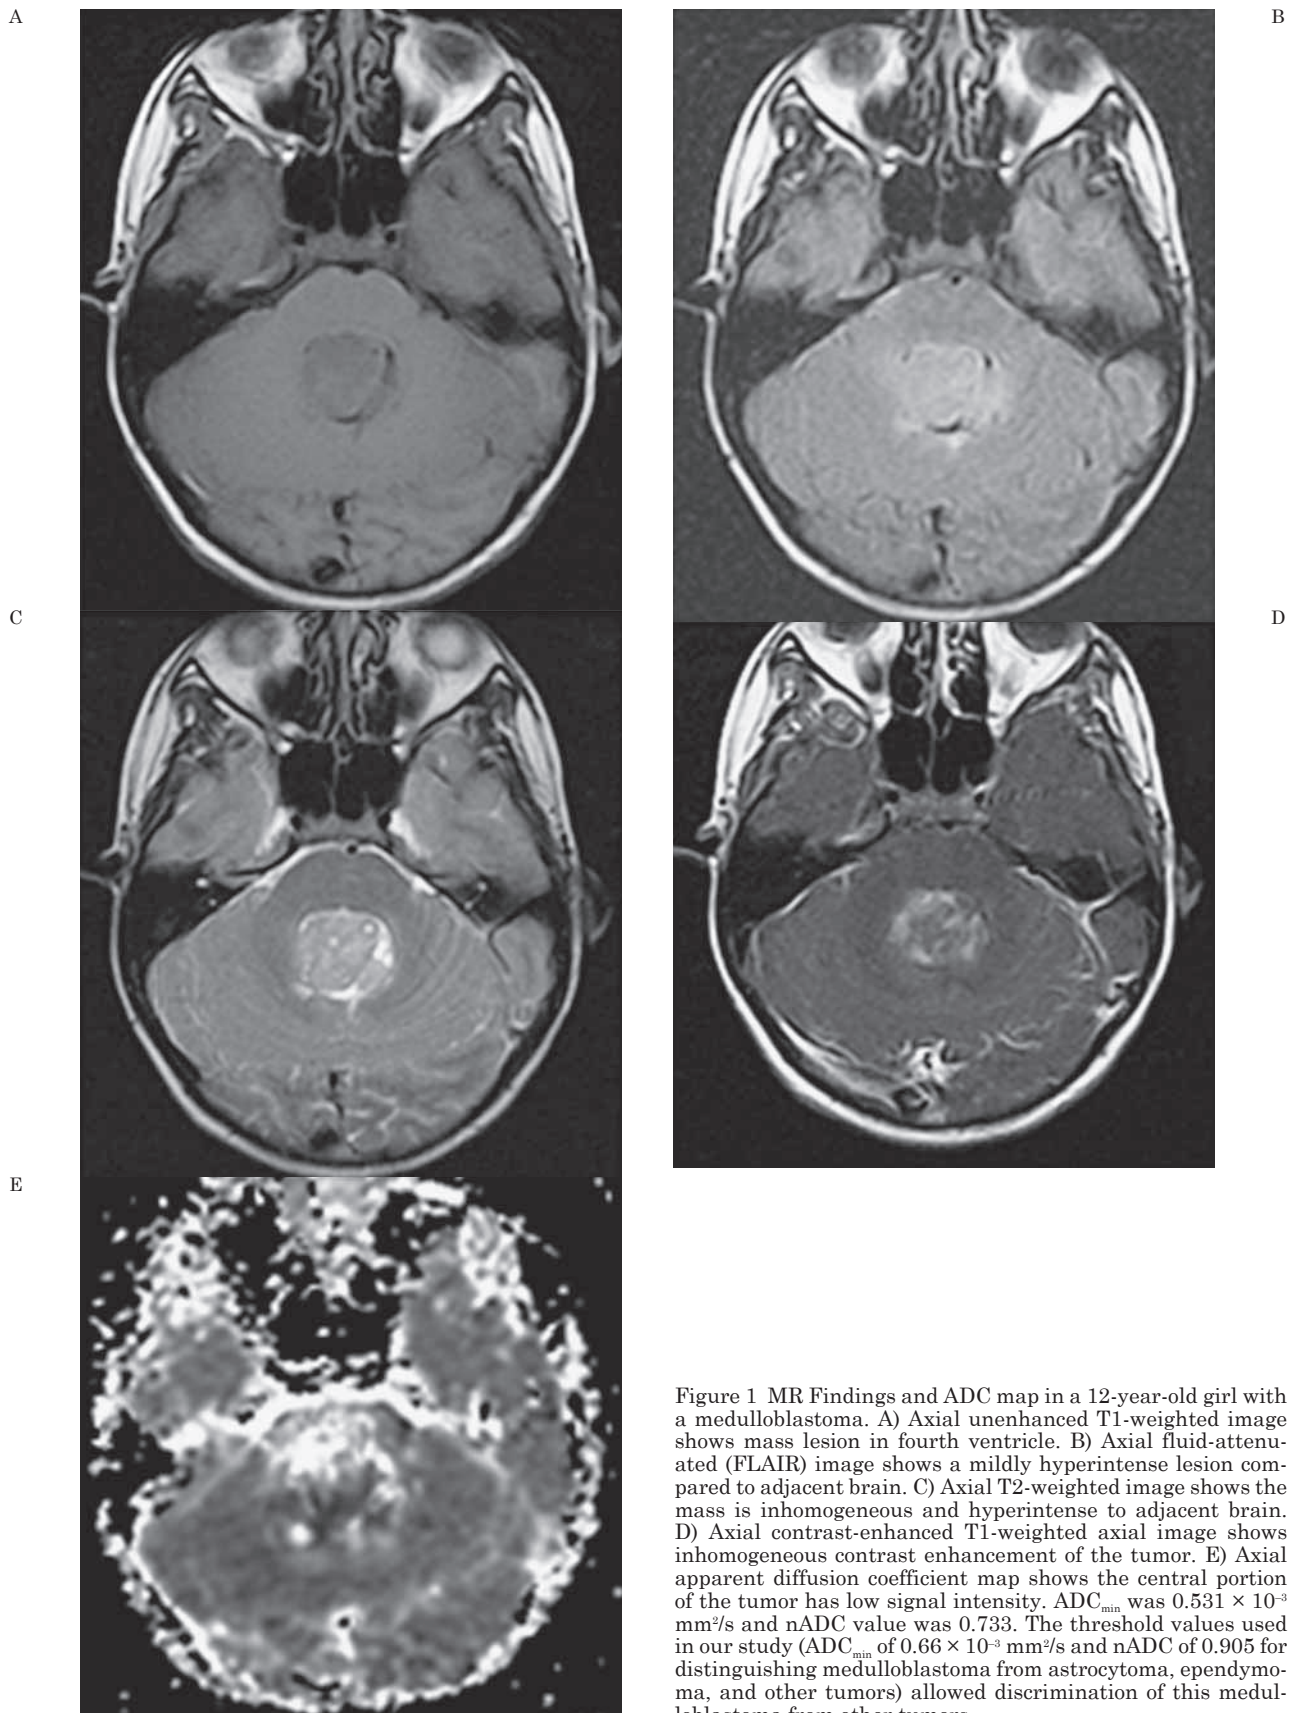 A
B
C
D
E
Figure 1 MR Findings and ADC map in a 12-year-old girl with
a medulloblastoma. A) Axial unenhanced T1-weighted image
shows mass lesion in fourth ventricle. B) Axial fluid-attenu-
ated (FLAIR) image shows a mildly hyperintense lesion com-
pared to adjacent brain. C) Axial T2-weighted image shows the
mass is inhomogeneous and hyperintense to adjacent brain.
D) Axial contrast-enhanced T1-weighted axial image shows
inhomogeneous contrast enhancement of the tumor. E) Axial
apparent diffusion coefficient map shows the central portion
of the tumor has low signal intensity. ADCmin was 0.531 × 10⁻³
mm²/s and nADC value was 0.733. The threshold values used
in our study (ADCmin of 0.66 × 10⁻³ mm²/s and nADC of 0.905 for
distinguishing medulloblastoma from astrocytoma, ependymo-
ma, and other tumors) allowed discrimination of this medul-
loblastoma from other tumors